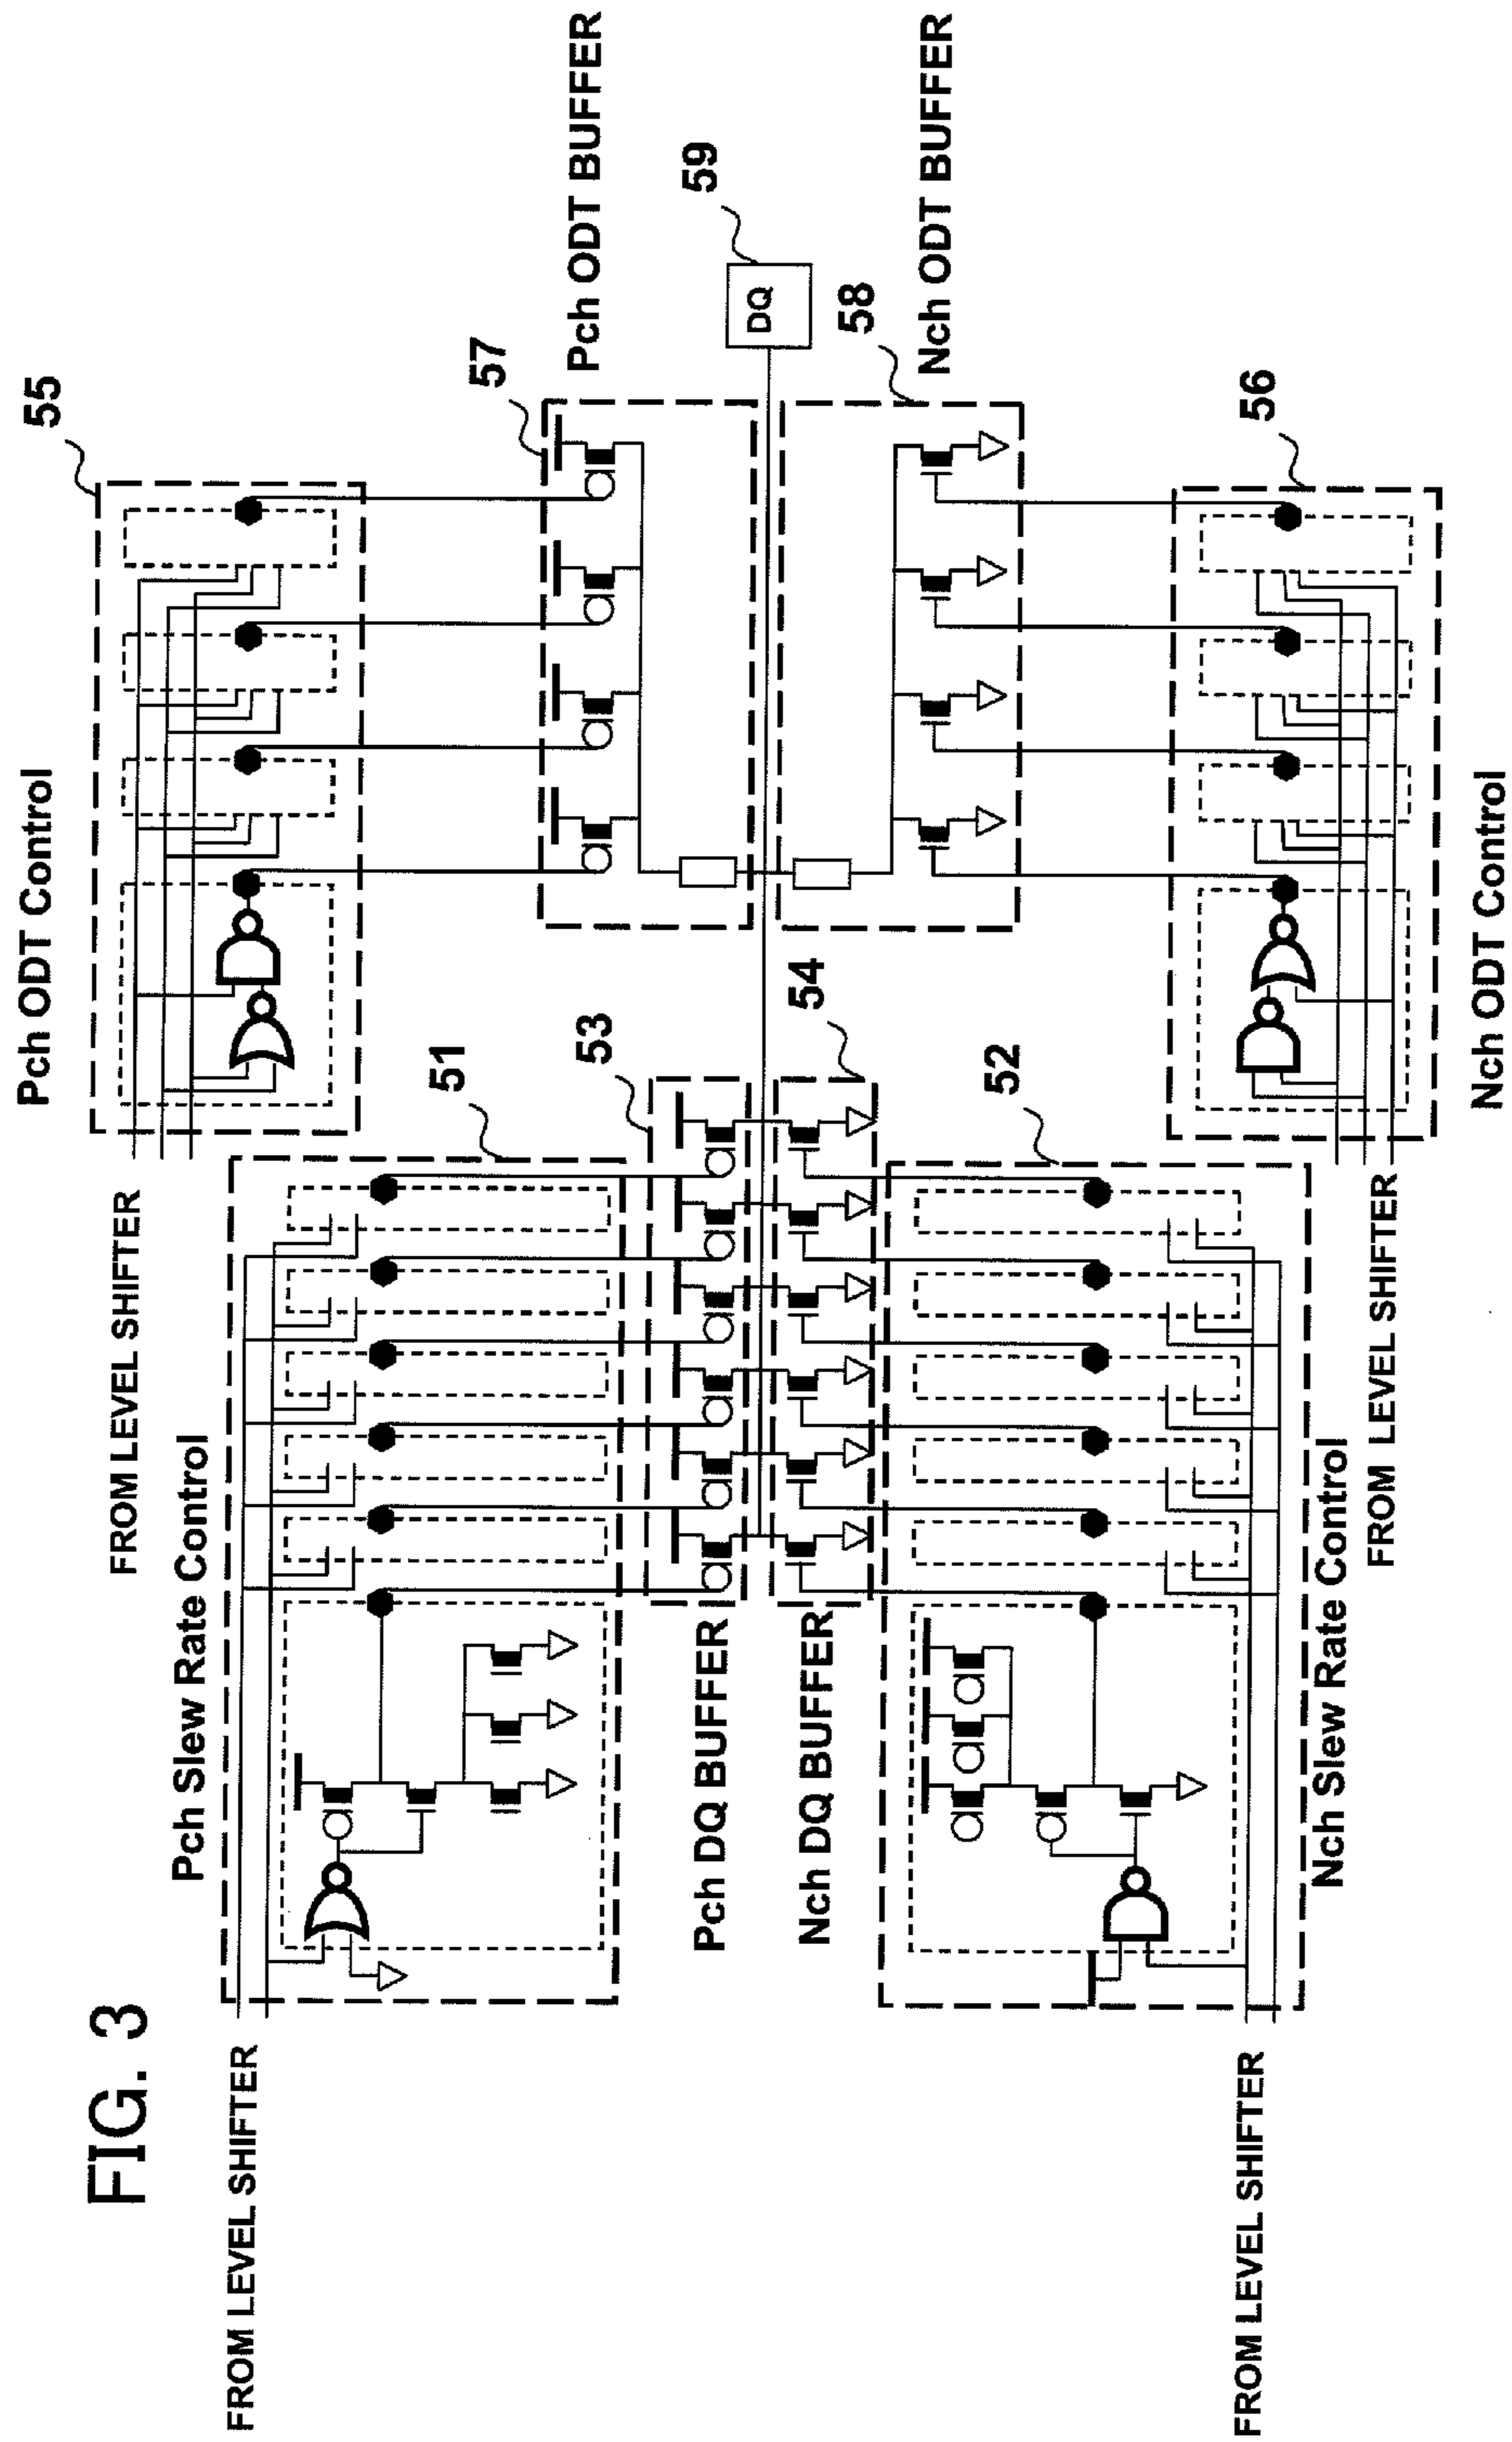 FIG. 3
Pch ODT Control
55
FROM LEVEL SHIFTER
Pch Slew Rate Control
51
FROM LEVEL SHIFTER
57
Pch ODT BUFFER
53
Pch DQ BUFFER
59
DQ
54
Nch DQ BUFFER
58
Nch ODT BUFFER
52
Nch Slew Rate Control
FROM LEVEL SHIFTER
56
FROM LEVEL SHIFTER
Nch ODT Control